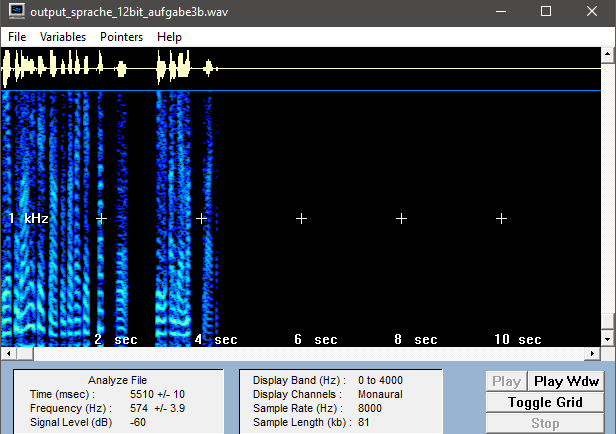 output_sprache_12bit_aufgabe3b.wav
File Variables Pointers Help
1 kHz
2 sec 4 sec 6 sec 8 sec 10 sec
Analyze File
Time (msec) : 5510 +/- 10
Frequency (Hz) : 574 +/- 3.9
Signal Level (dB) -60
Display Band (Hz) : 0 to 4000
Display Channels : Monaural
Sample Rate (Hz) : 8000
Sample Length (kb) : 81
Play Play Wdw
Toggle Grid
Stop